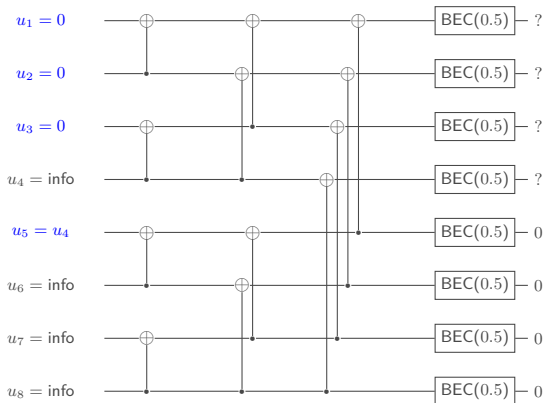 u₁ = 0 BEC(0.5) ?
u₂ = 0 BEC(0.5) ?
u₃ = 0 BEC(0.5) ?
u₄ = info BEC(0.5) ?
u₅ = u₄ BEC(0.5) 0
u₆ = info BEC(0.5) 0
u₇ = info BEC(0.5) 0
u₈ = info BEC(0.5) 0